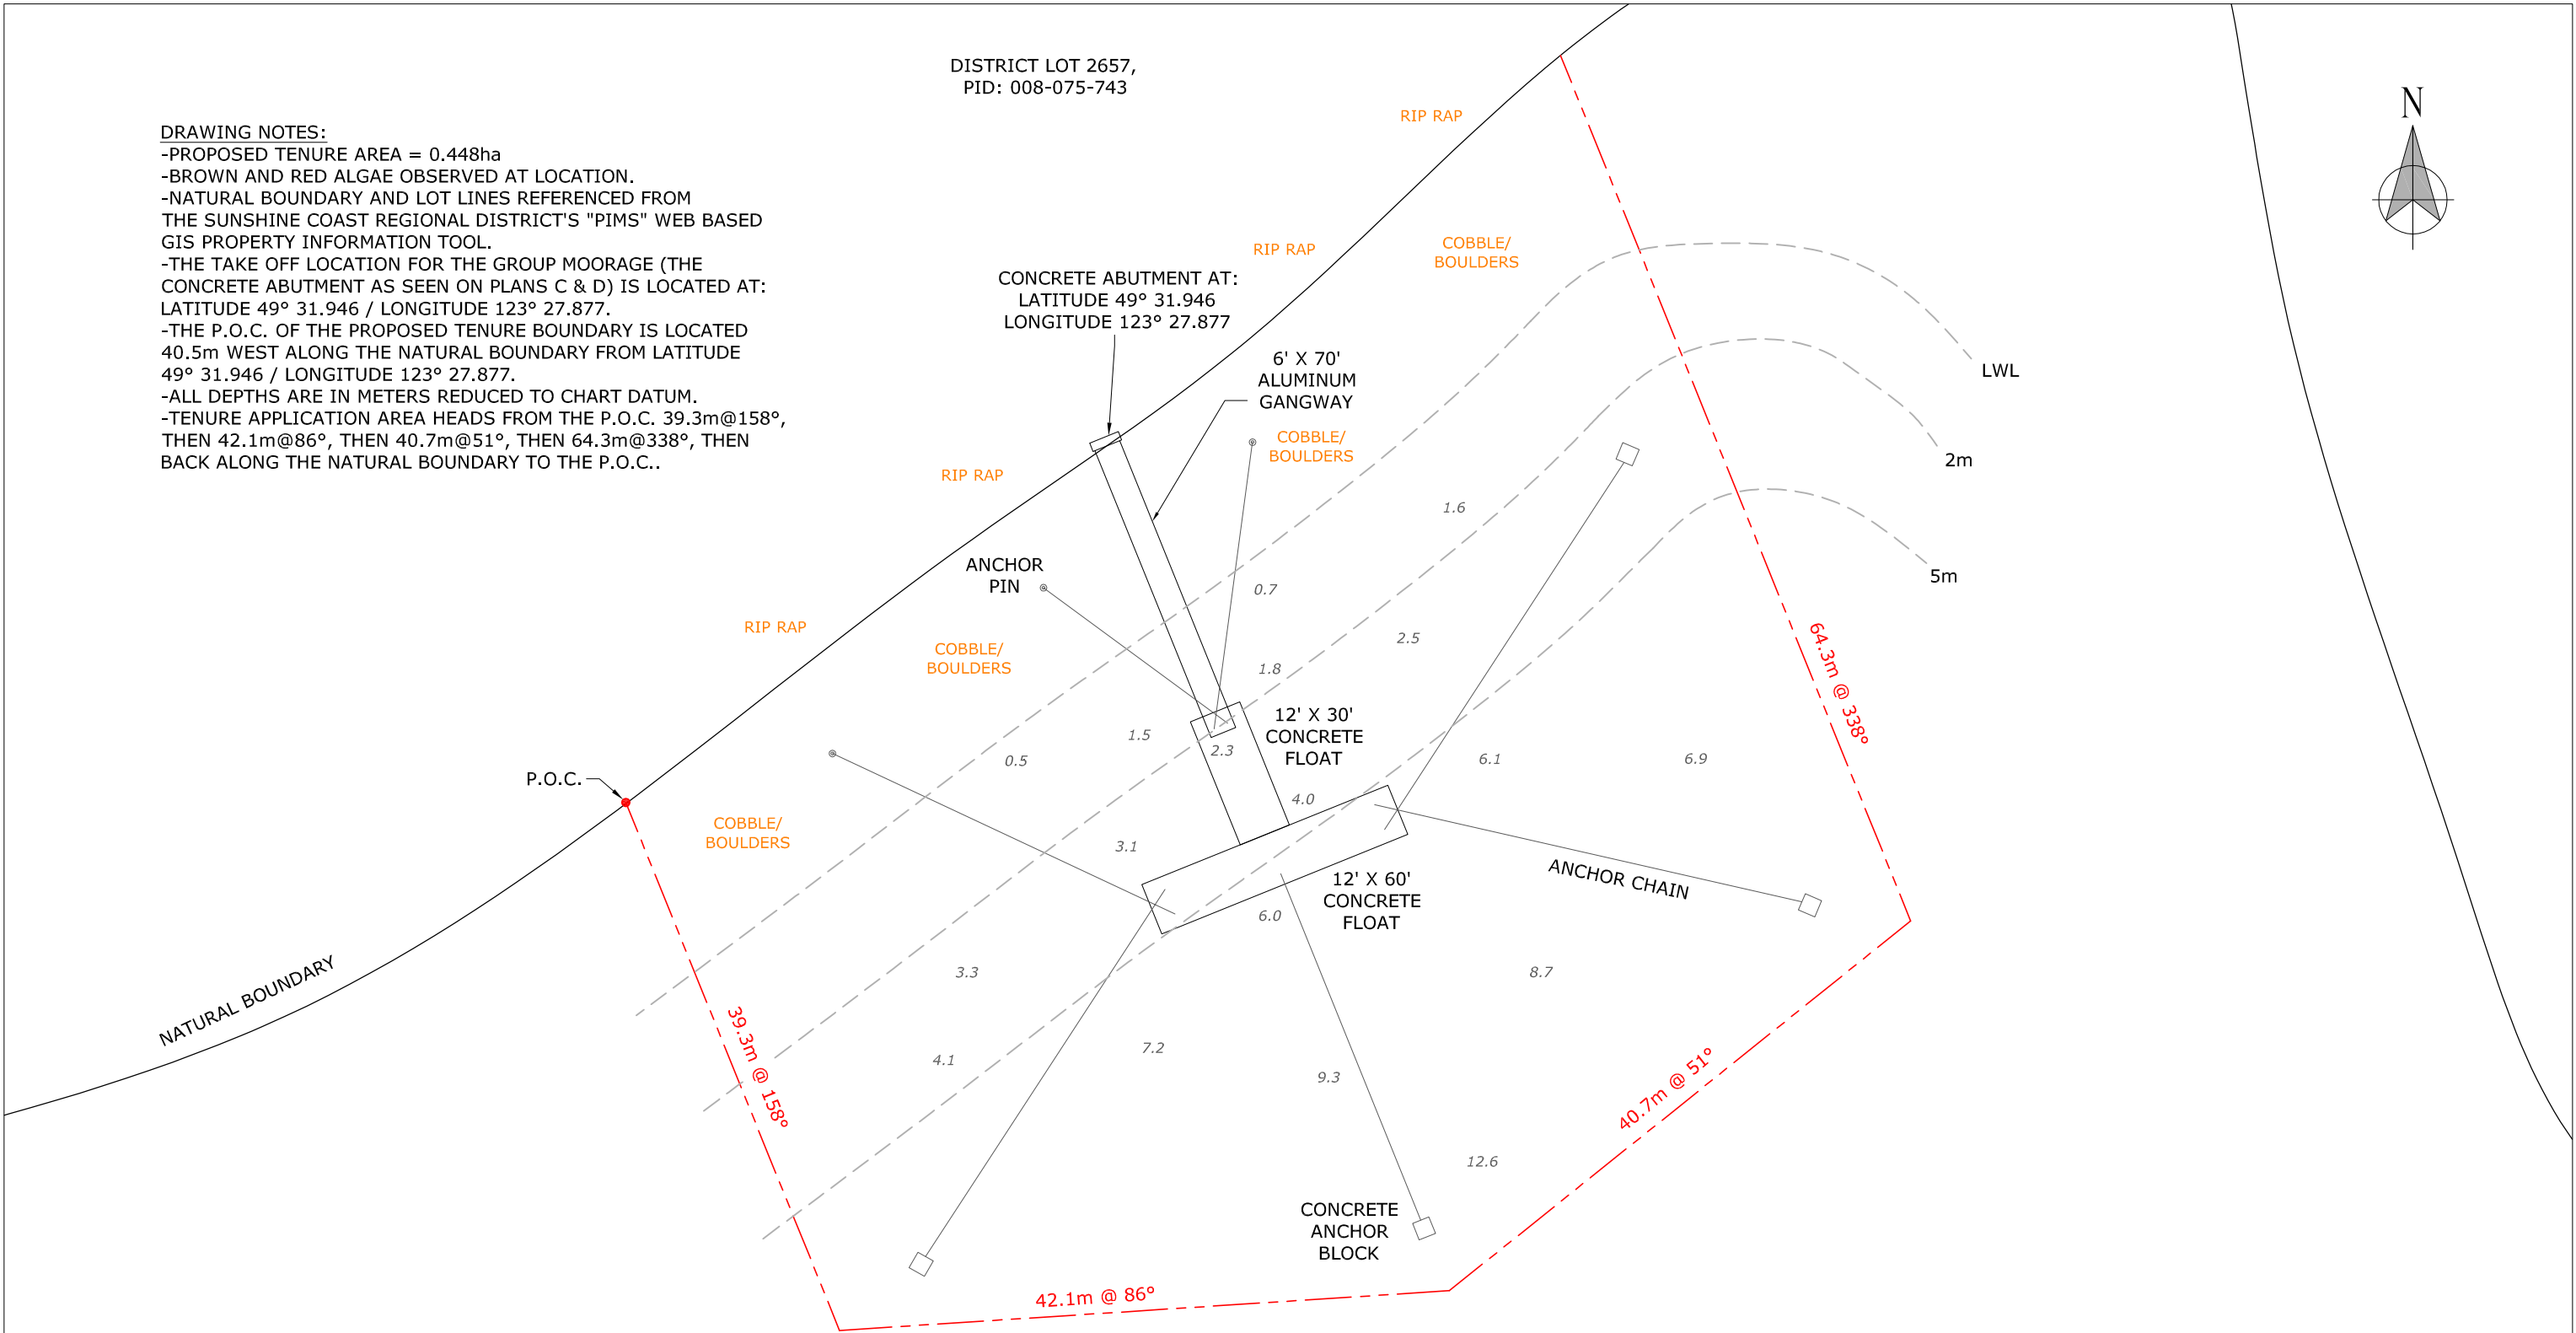 DISTRICT LOT 2657,
PID: 008-075-743
N
DRAWING NOTES:
-PROPOSED TENURE AREA = 0.448ha
-BROWN AND RED ALGAE OBSERVED AT LOCATION.
-NATURAL BOUNDARY AND LOT LINES REFERENCED FROM
THE SUNSHINE COAST REGIONAL DISTRICT'S "PIMS" WEB BASED
GIS PROPERTY INFORMATION TOOL.
-THE TAKE OFF LOCATION FOR THE GROUP MOORAGE (THE
CONCRETE ABUTMENT AS SEEN ON PLANS C & D) IS LOCATED AT:
LATITUDE 49° 31.946 / LONGITUDE 123° 27.877.
-THE P.O.C. OF THE PROPOSED TENURE BOUNDARY IS LOCATED
40.5m WEST ALONG THE NATURAL BOUNDARY FROM LATITUDE
49° 31.946 / LONGITUDE 123° 27.877.
-ALL DEPTHS ARE IN METERS REDUCED TO CHART DATUM.
-TENURE APPLICATION AREA HEADS FROM THE P.O.C. 39.3m@158°,
THEN 42.1m@86°, THEN 40.7m@51°, THEN 64.3m@338°, THEN
BACK ALONG THE NATURAL BOUNDARY TO THE P.O.C..
RIP RAP
RIP RAP
COBBLE/
BOULDERS
CONCRETE ABUTMENT AT:
LATITUDE 49° 31.946
LONGITUDE 123° 27.877
6' X 70'
ALUMINUM
GANGWAY
LWL
COBBLE/
BOULDERS
2m
RIP RAP
1.6
ANCHOR
PIN
5m
0.7
RIP RAP
2.5
COBBLE/
BOULDERS
1.8
64.3m @ 338°
12' X 30'
CONCRETE
FLOAT
1.5
2.3
0.5
6.1
6.9
P.O.C.
4.0
COBBLE/
BOULDERS
3.1
ANCHOR CHAIN
12' X 60'
CONCRETE
FLOAT
6.0
3.3
8.7
NATURAL BOUNDARY
39.3m @ 158°
4.1
7.2
9.3
40.7m @ 51°
12.6
CONCRETE
ANCHOR
BLOCK
42.1m @ 86°